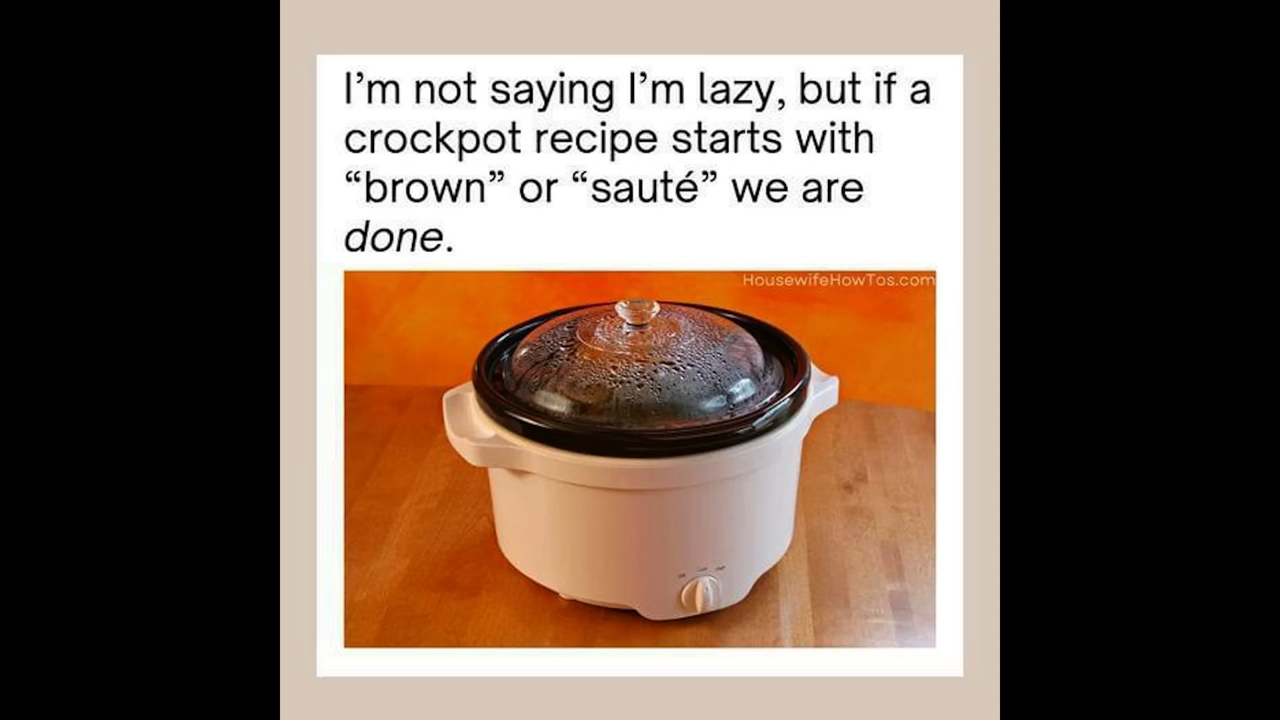 I’m not saying I’m lazy, but if a
crockpot recipe starts with
“brown” or “sauté” we are
done.
HousewifeHowTos.com